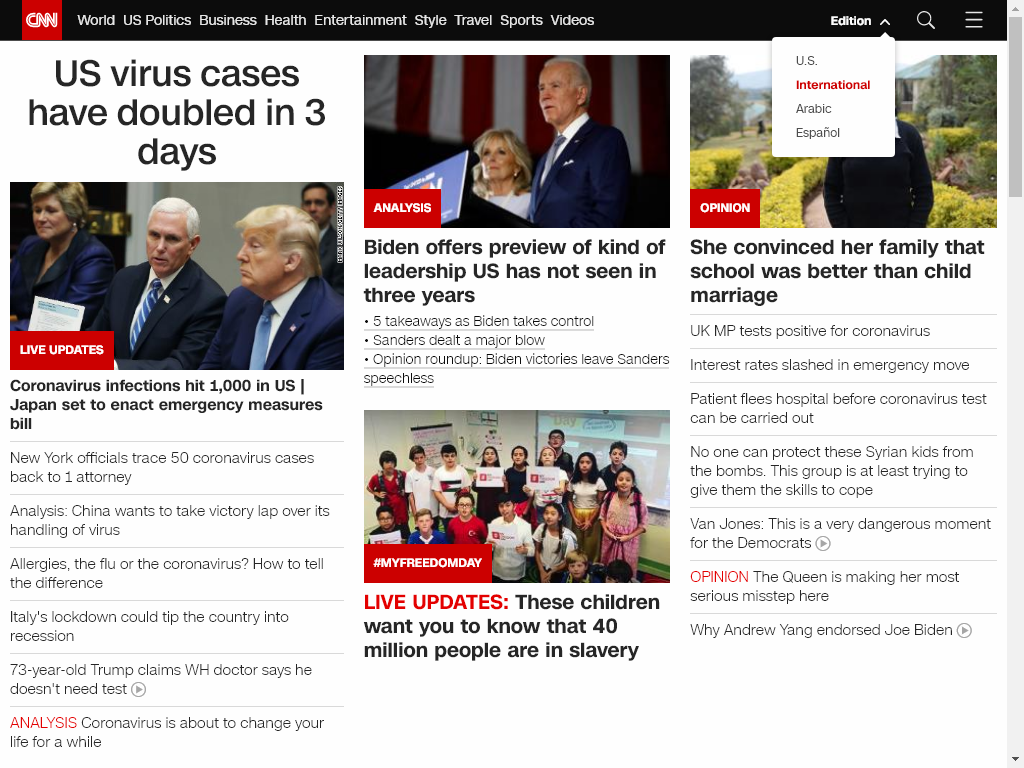 CNN World US Politics Business Health Entertainment Style Travel Sports Videos Edition
U.S.
International
Arabic
Español
US virus cases
have doubled in 3
days
LIVE UPDATES
Coronavirus infections hit 1,000 in US |
Japan set to enact emergency measures
bill
New York officials trace 50 coronavirus cases
back to 1 attorney
Analysis: China wants to take victory lap over its
handling of virus
Allergies, the flu or the coronavirus? How to tell
the difference
Italy's lockdown could tip the country into
recession
73-year-old Trump claims WH doctor says he
doesn't need test
ANALYSIS Coronavirus is about to change your
life for a while
ANALYSIS
Biden offers preview of kind of
leadership US has not seen in
three years
• 5 takeaways as Biden takes control
• Sanders dealt a major blow
• Opinion roundup: Biden victories leave Sanders
speechless
Day
#MYFREEDOMDAY
LIVE UPDATES: These children
want you to know that 40
million people are in slavery
OPINION
She convinced her family that
school was better than child
marriage
UK MP tests positive for coronavirus
Interest rates slashed in emergency move
Patient flees hospital before coronavirus test
can be carried out
No one can protect these Syrian kids from
the bombs. This group is at least trying to
give them the skills to cope
Van Jones: This is a very dangerous moment
for the Democrats
OPINION The Queen is making her most
serious misstep here
Why Andrew Yang endorsed Joe Biden